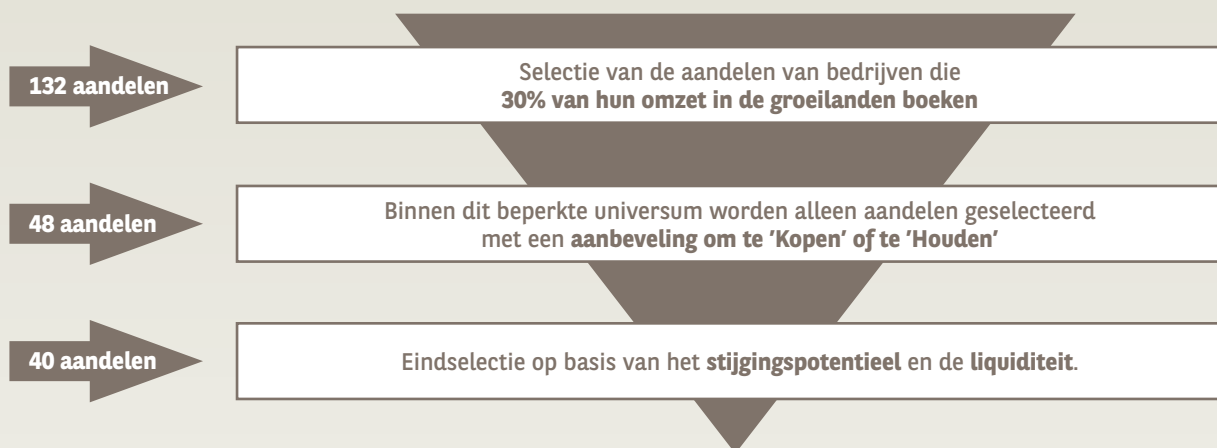 132 aandelen
Selectie van de aandelen van bedrijven die
30% van hun omzet in de groeilanden boeken
48 aandelen
Binnen dit beperkte universum worden alleen aandelen geselecteerd
met een aanbeveling om te 'Kopen' of te 'Houden'
40 aandelen
Eindselectie op basis van het stijgingspotentieel en de liquiditeit.